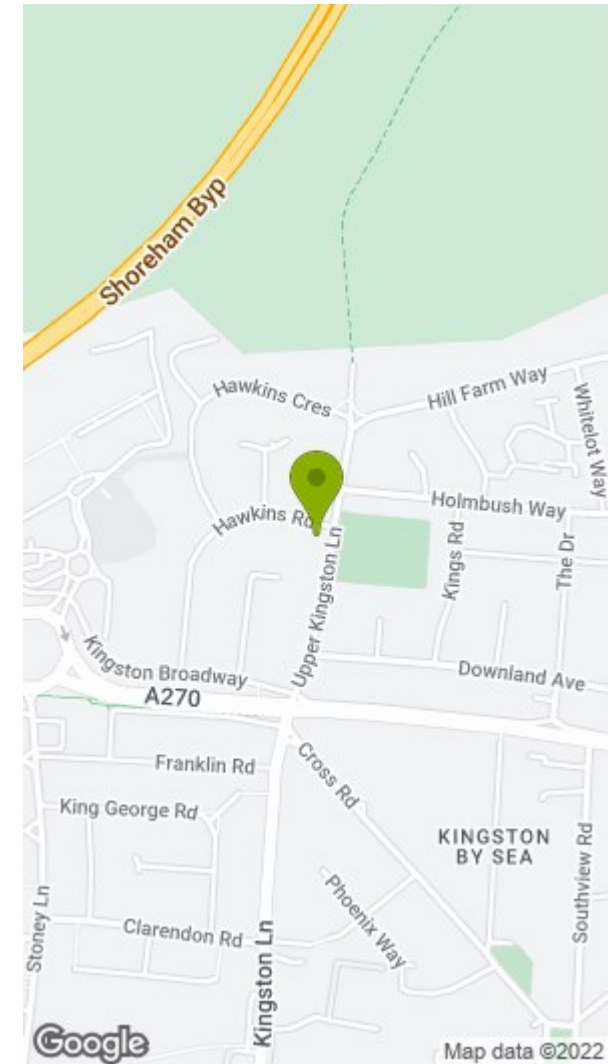 Shoreham Byp
Hawkins Cres
Hill Farm Way
Whitelot Way
Hawkins Rd
Holmbush Way
Upper Kingston Ln
Kings Rd
The Dr
Kingston Broadway
A270
Downland Ave
Franklin Rd
Cross Rd
King George Rd
KINGSTON
BY SEA
Southview Rd
Phoenix Way
Clarendon Rd
Stoney Ln
Kingston Ln
Google
Map data ©2022